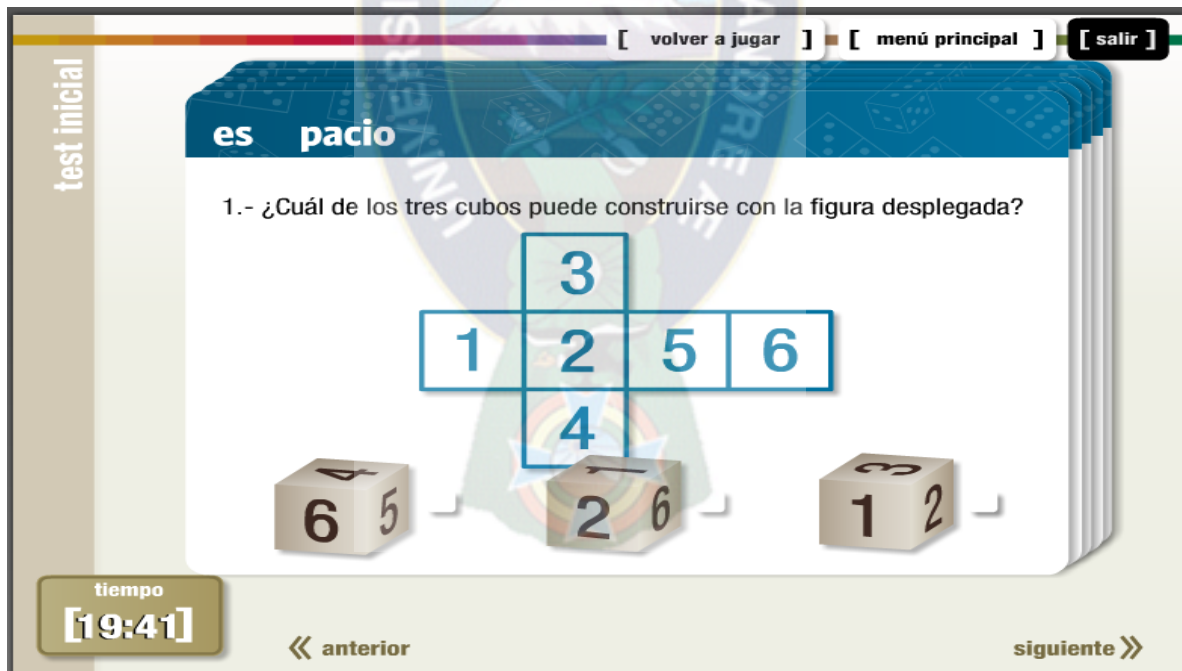 [ volver a jugar ] [ menú principal ] [ salir ]
test inicial
es pacio
1.- ¿Cuál de los tres cubos puede construirse con la figura desplegada?
3
1 2 5 6
4
4 1 3
6 5 2 6 1 2
tiempo
[19:41]
« anterior siguiente »